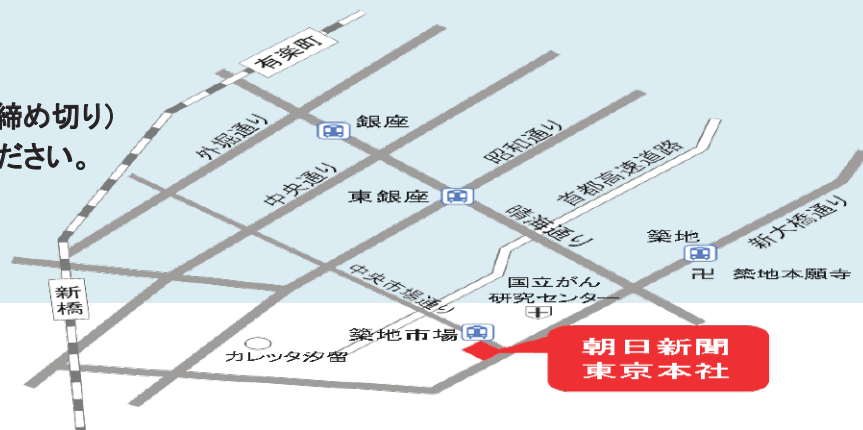 有楽町
締め切り)
ださい。
外堀通り
銀座
中央通り
昭和通り
東銀座
首都高速道路
晴海通り
築地
新大橋通り
卍 築地本願寺
新橋
中央市場通り
国立がん
研究センター
築地市場
カレッタ汐留
朝日新聞
東京本社